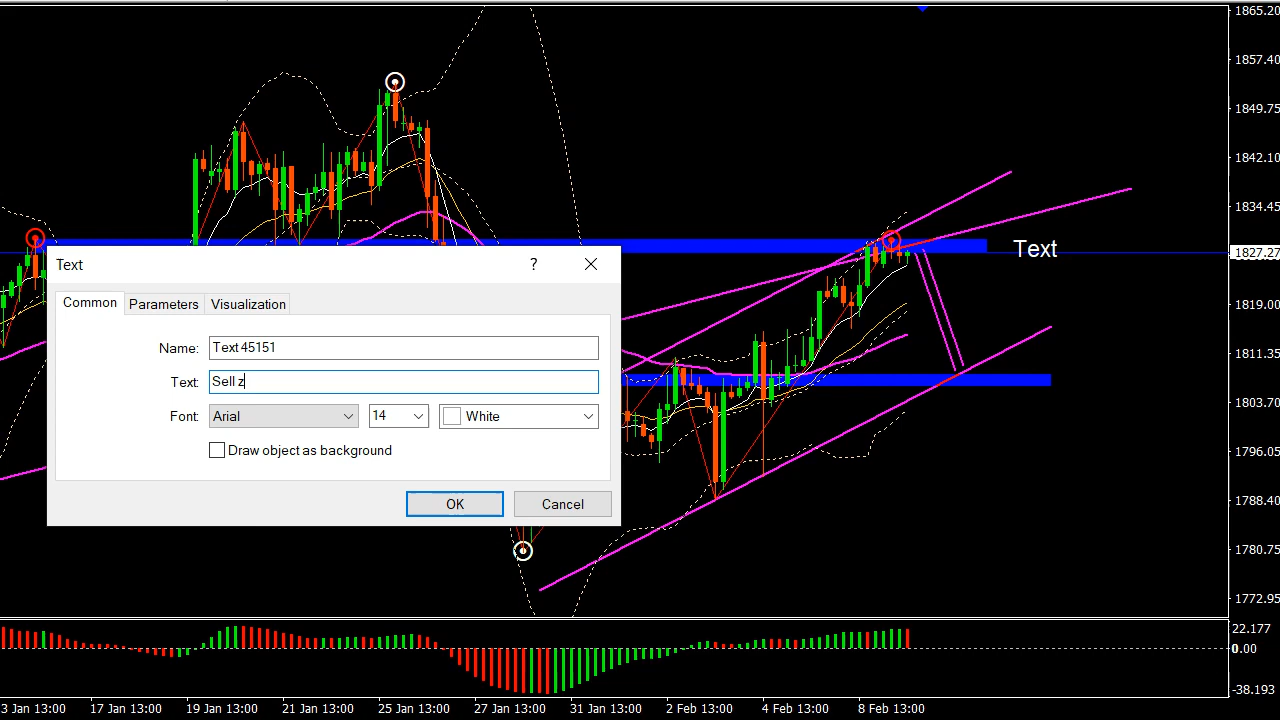 1865.20
1857.40
1849.75
1842.10
1834.45
Text
1827.27
Text
?
Common
Parameters
Visualization
1819.00
Name:
Text 45151
1811.35
Text:
Sell z
Font:
Arial
14
White
1803.70
Draw object as background
1796.05
OK
Cancel
1788.40
1780.75
1772.95
22.177
0.00
-38.193
3 Jan 13:00
17 Jan 13:00
19 Jan 13:00
21 Jan 13:00
25 Jan 13:00
27 Jan 13:00
31 Jan 13:00
2 Feb 13:00
4 Feb 13:00
8 Feb 13:00